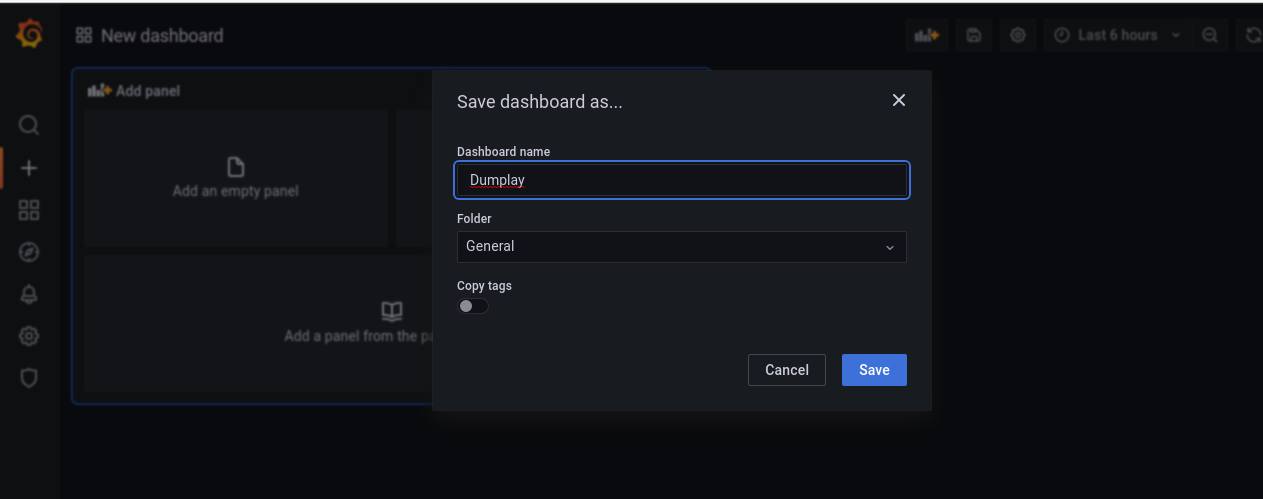 New dashboard
Last 6 hours
Add panel
Add an empty panel
Add a panel from the
Save dashboard as...
Dashboard name
Dumplay
Folder
General
Copy tags
Cancel
Save